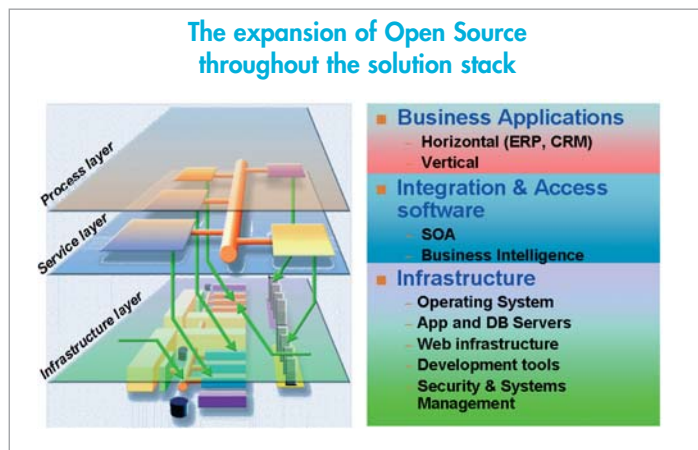 The expansion of Open Source
throughout the solution stack
Process layer
Service layer
Infrastructure layer
Business Applications
– Horizontal (ERP, CRM)
– Vertical
Integration & Access
software
– SOA
– Business Intelligence
Infrastructure
– Operating System
– App and DB Servers
– Web infrastructure
– Development tools
– Security & Systems
Management